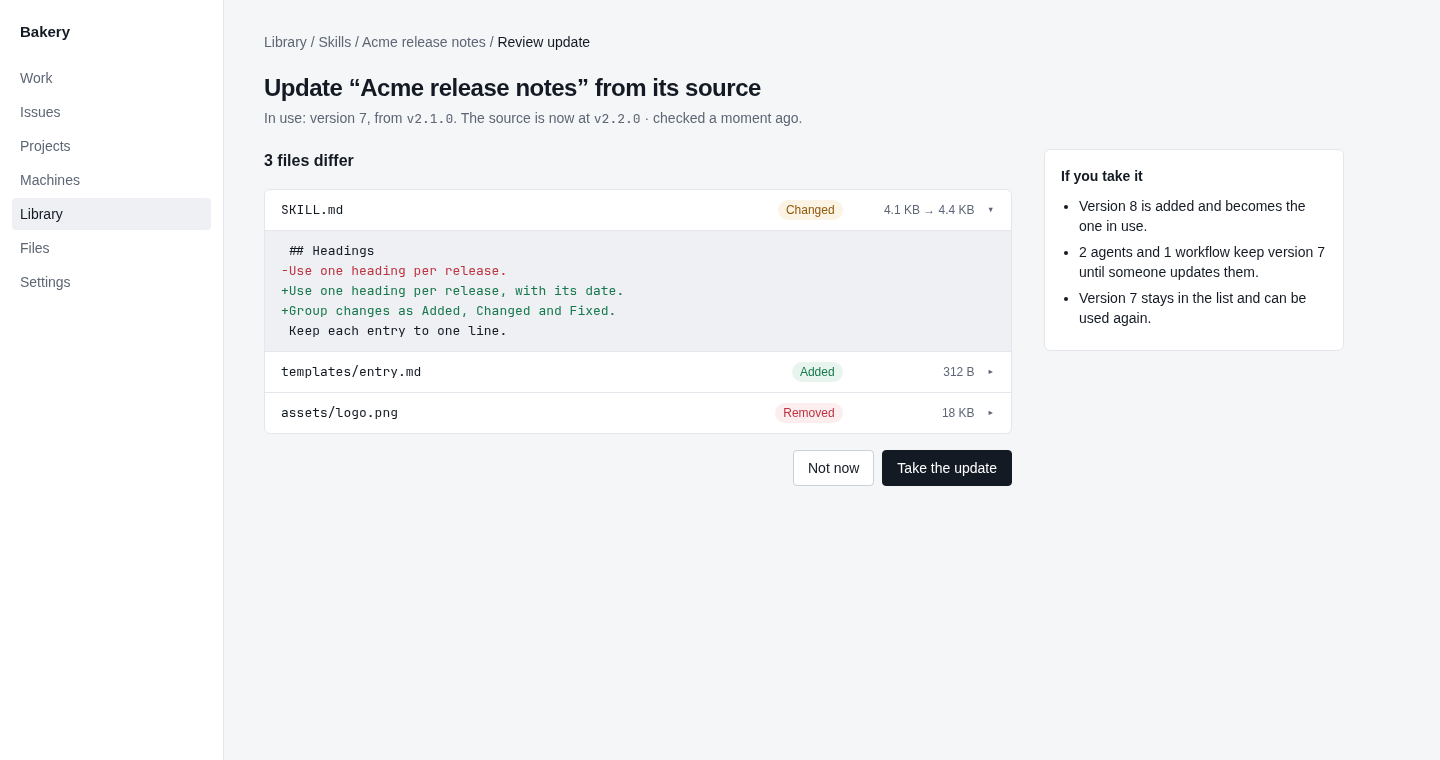 Bakery
Work
Issues
Projects
Machines
Library
Files
Settings
Library / Skills / Acme release notes / Review update
Update “Acme release notes” from its source
In use: version 7, from v2.1.0. The source is now at v2.2.0 · checked a moment ago.
3 files differ
SKILL.md Changed 4.1 KB → 4.4 KB ▾
## Headings
-Use one heading per release.
+Use one heading per release, with its date.
+Group changes as Added, Changed and Fixed.
Keep each entry to one line.
templates/entry.md Added 312 B ▸
assets/logo.png Removed 18 KB ▸
Not now Take the update
If you take it
• Version 8 is added and becomes the
one in use.
• 2 agents and 1 workflow keep version 7
until someone updates them.
• Version 7 stays in the list and can be
used again.